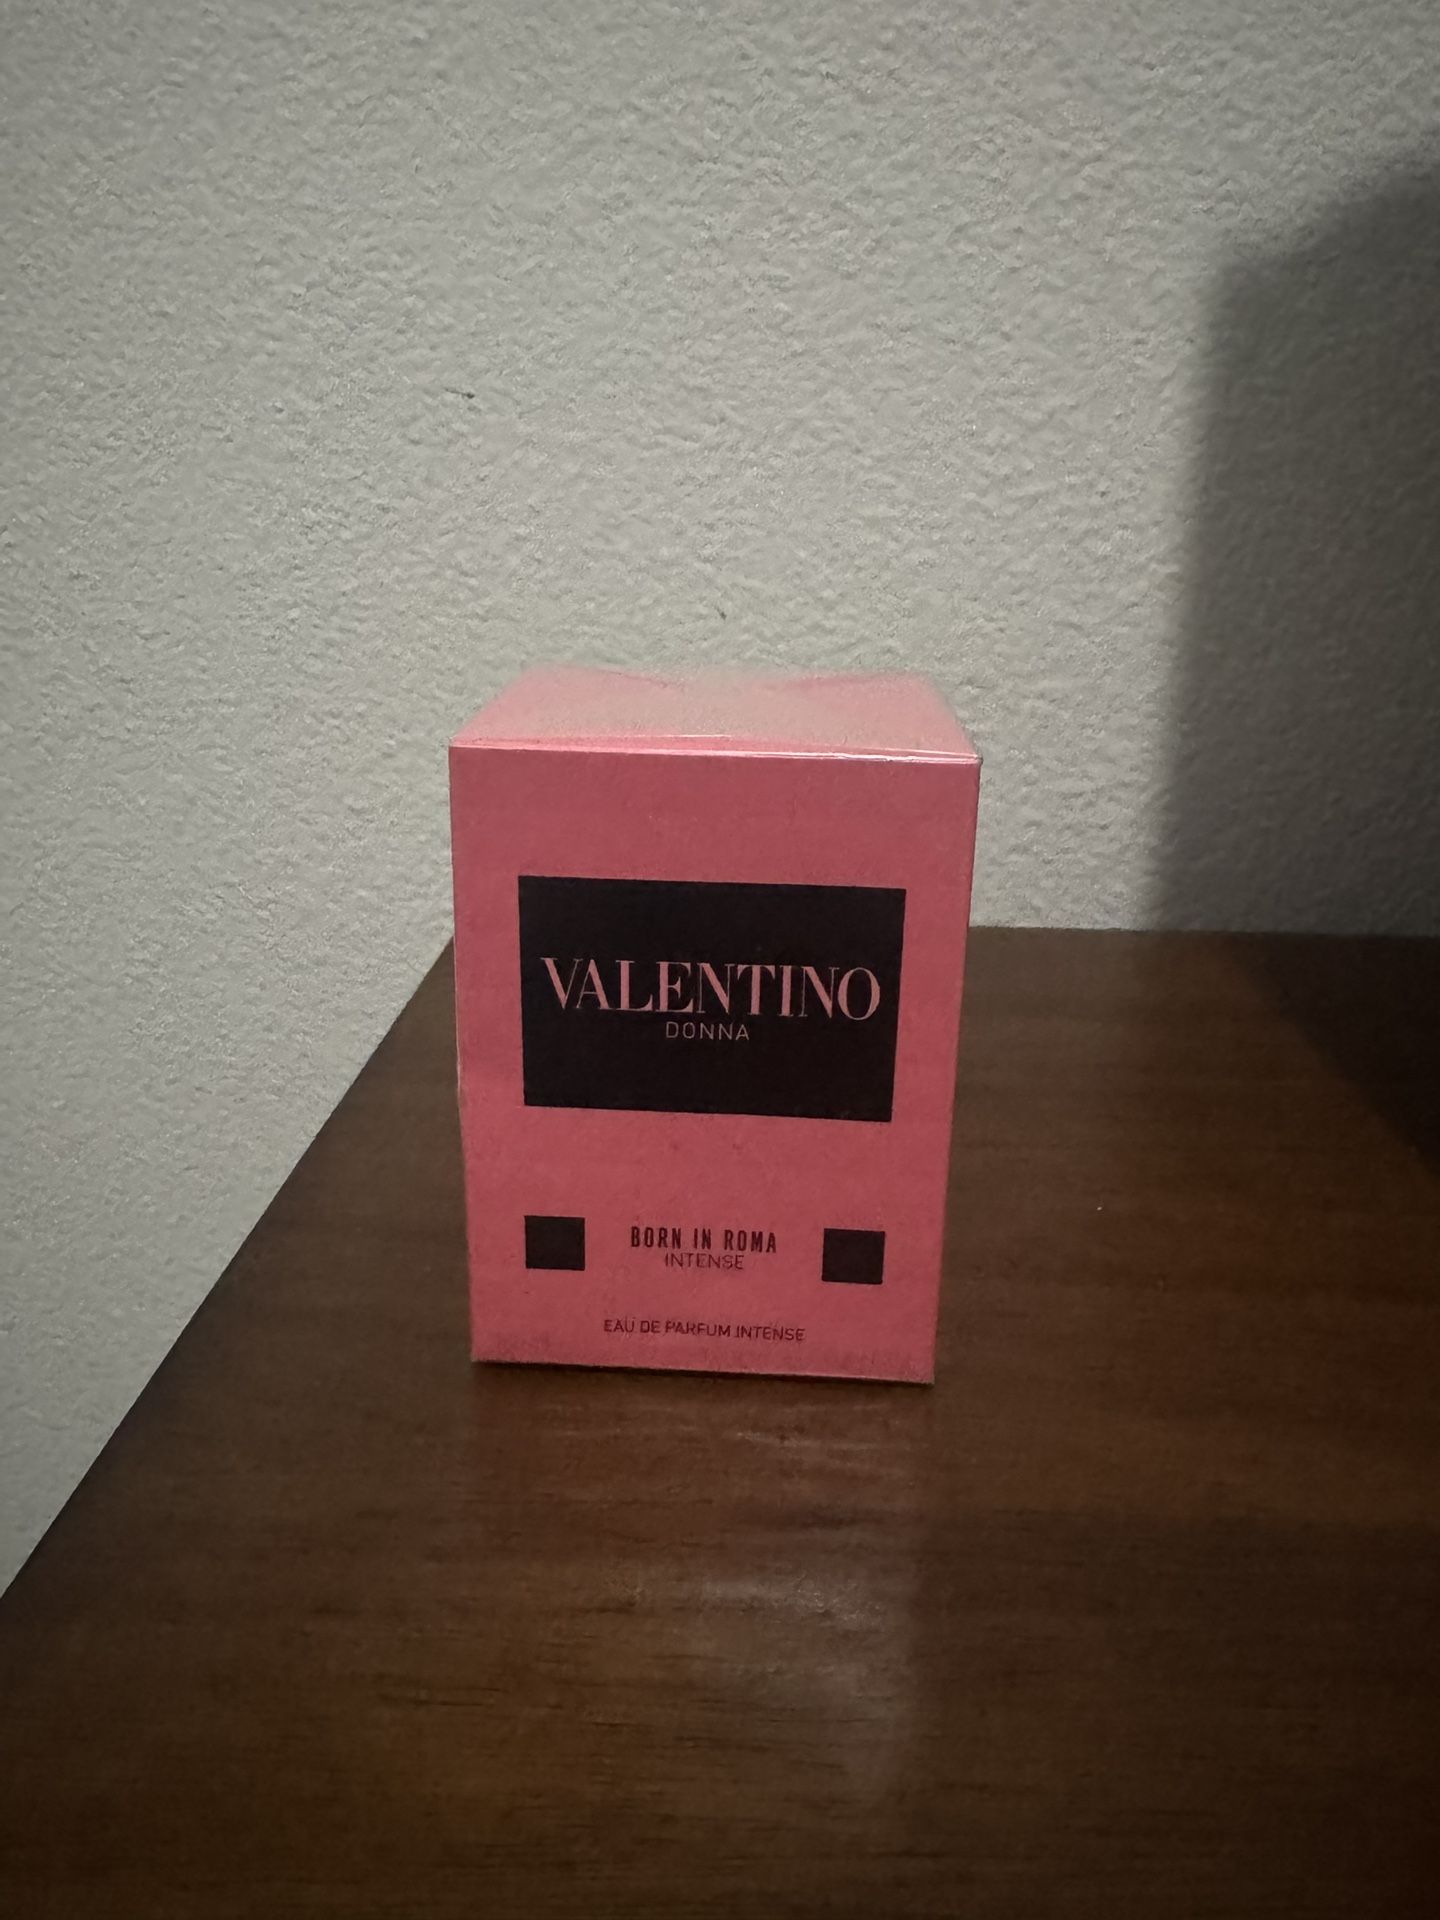 VALENTINO
DONNA
BORN IN ROMA
INTENSE
EAU DE PARFUM INTENSE